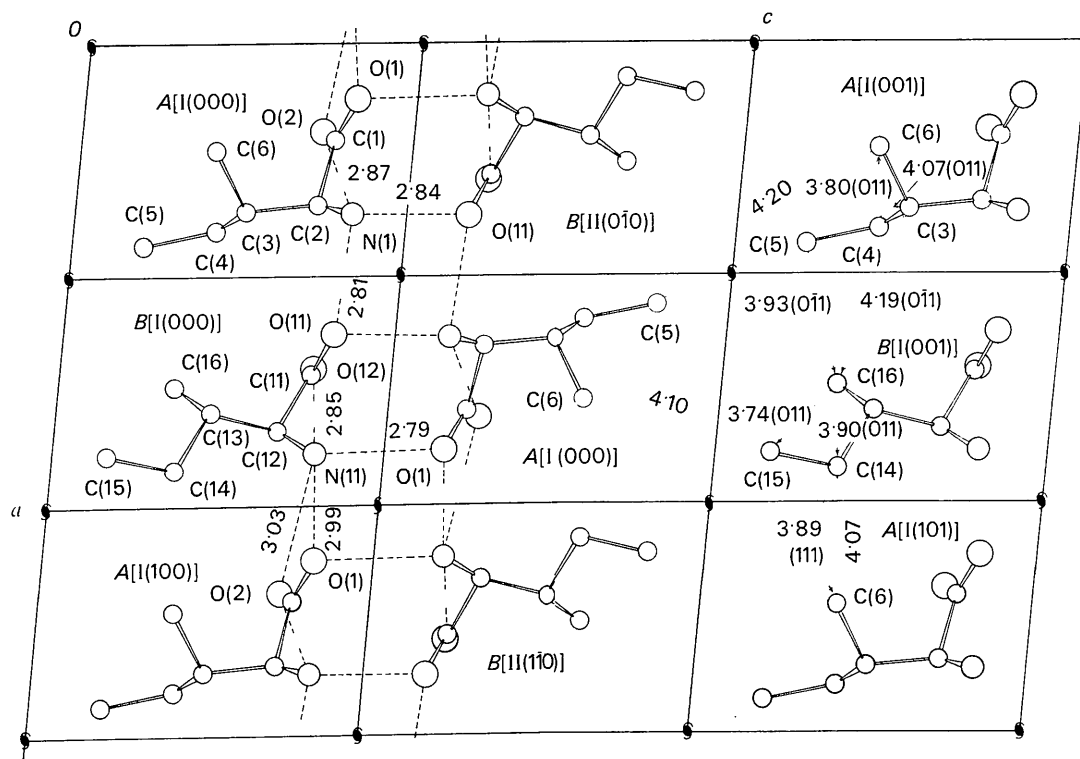 O
c
O(1)
A[I(000)]
A[I(001)]
O(2)
C(6)
C(1)
C(6)
2·87
4·07(011)
2·84
3·80(011)
4·20
C(5)
O(11)
B[II(01̄0)]
C(2)
N(1)
C(3)
C(5)
C(4)
C(3)
C(4)
2·81
3·93(01̄1)
4·19(01̄1)
B[I(000)]
O(11)
C(5)
B[I(001)]
C(16)
C(11)
O(12)
C(16)
C(6)
4·10
2·85
3·74(011)
C(13)
2·79
3·90(011)
C(12)
A[I(000)]
C(15)
C(14)
N(11)
O(1)
C(15)
C(14)
a
3·03
2·99
3·89
(111)
4·07
A[I(101)]
A[I(100)]
O(2)
O(1)
C(6)
B[II(11̄0)]